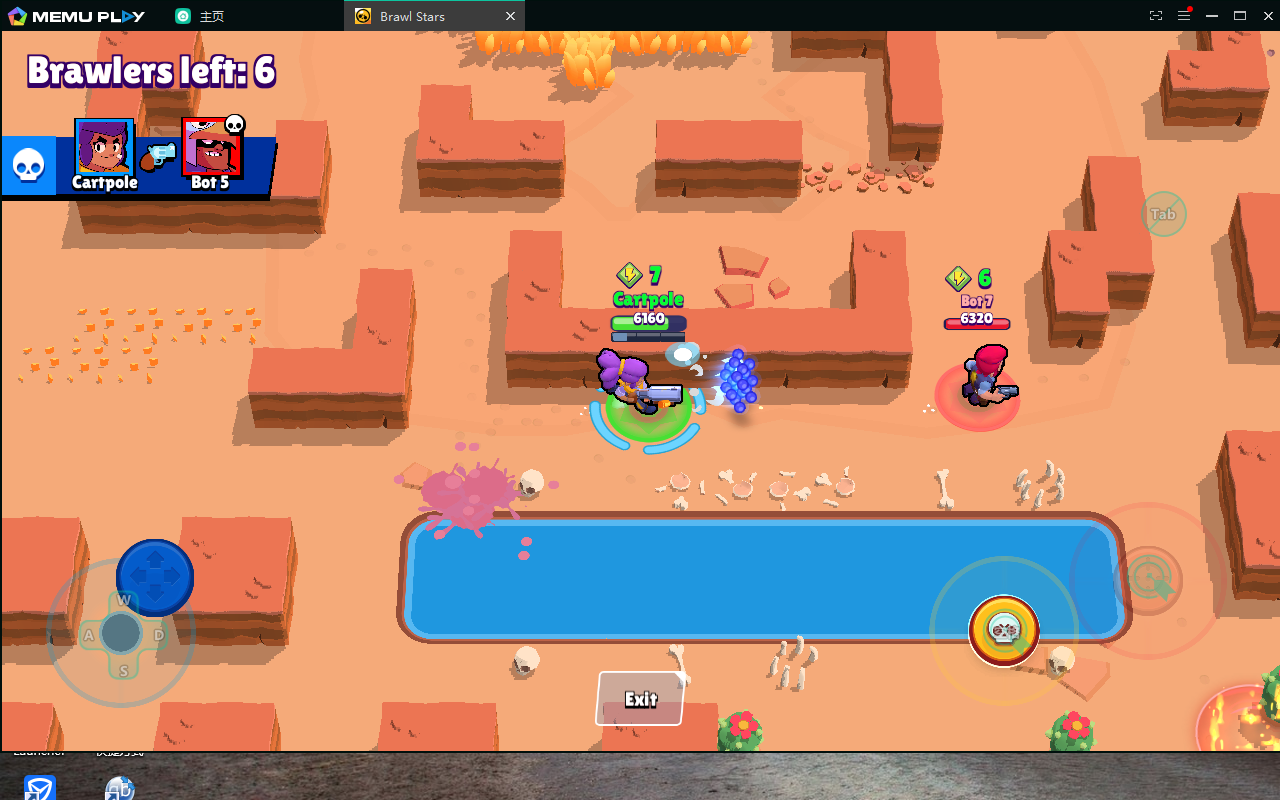 MEMU PLAY
主页
Brawl Stars
Brawlers left: 6
Cartpole
Bot 5
Tab
7
Cartpole
6160
6
Bot 7
6320
W
A
D
S
Exit